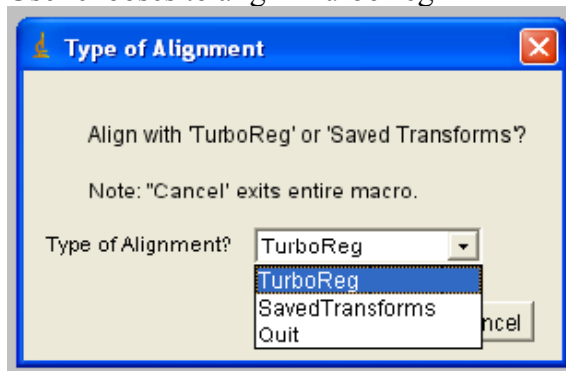 Type of Alignment
Align with 'TurboReg' or 'Saved Transforms'?
Note: "Cancel' exits entire macro.
Type of Alignment? TurboReg
TurboReg
SavedTransforms
Quit
ncel